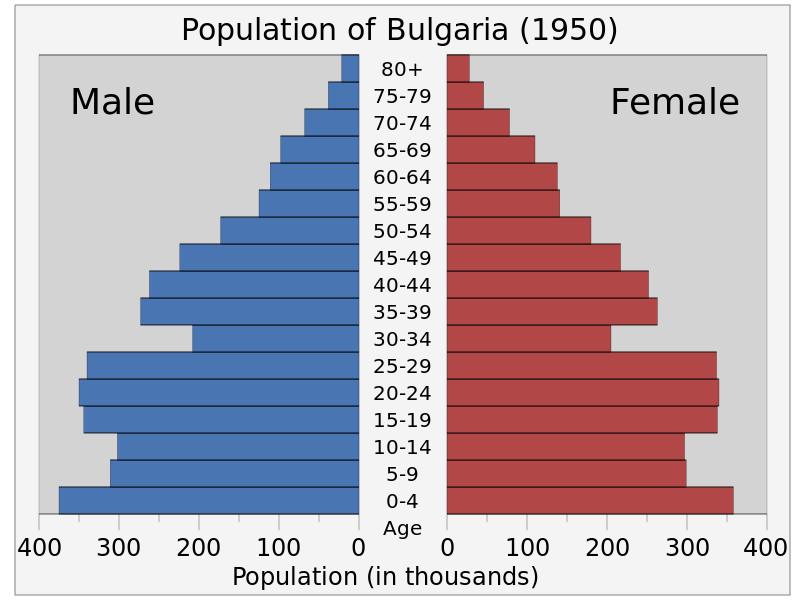 Population of Bulgaria (1950)
Male
Female
80+
75-79
70-74
65-69
60-64
55-59
50-54
45-49
40-44
35-39
30-34
25-29
20-24
15-19
10-14
5-9
0-4
Age
400 300 200 100 0 0 100 200 300 400
Population (in thousands)